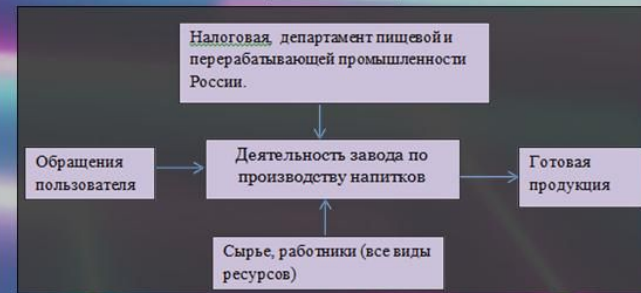 Налоговая, департамент пищевой и
перерабатывающей промышленности
России.
Обращения
пользователя
Деятельность завода по
производству напитков
Готовая
продукция
Сырье, работники (все виды
ресурсов)